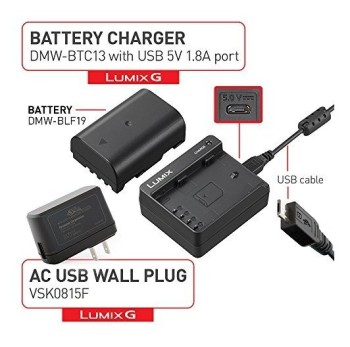 BATTERY CHARGER
DMW-BTC13 with USB 5V 1.8A port
LUMIX G
BATTERY
DMW-BLF19
5.0 V
CHARGE
LUMIX
USB cable
AC USB WALL PLUG
VSK0815F
LUMIX G